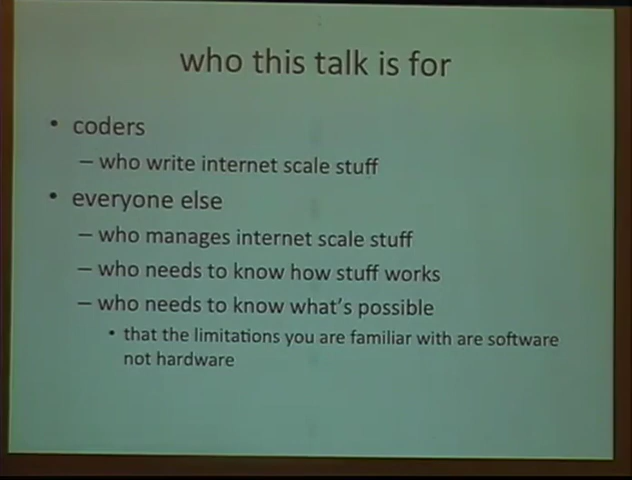 who this talk is for
• coders
– who write internet scale stuff
• everyone else
– who manages internet scale stuff
– who needs to know how stuff works
– who needs to know what's possible
• that the limitations you are familiar with are software
not hardware